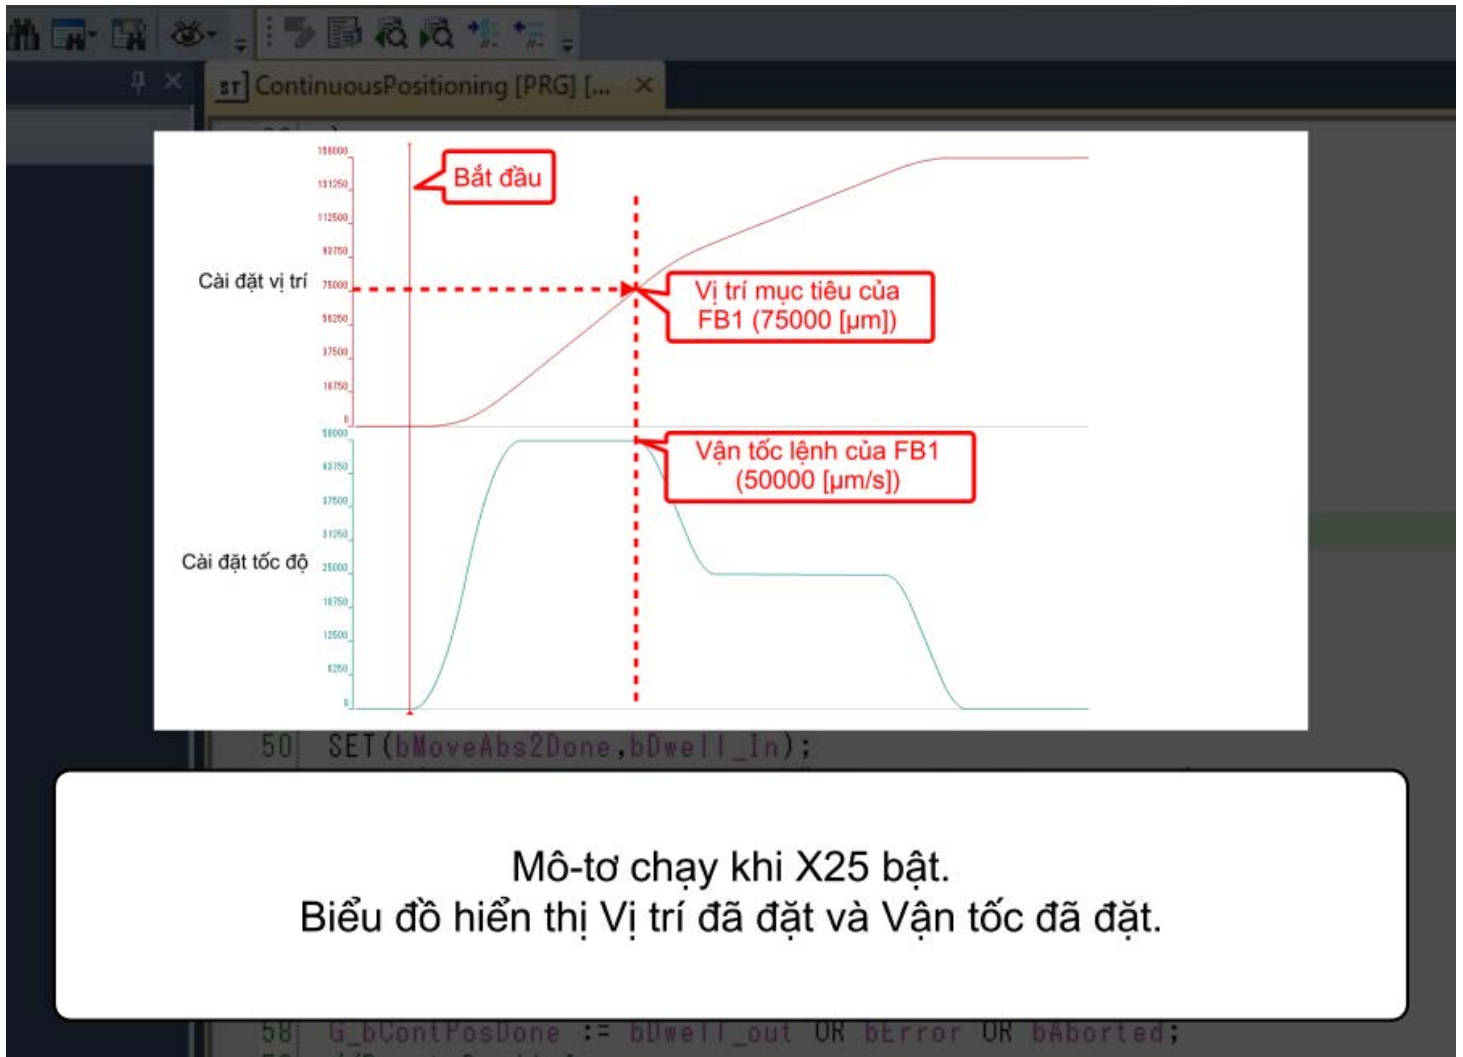 ST ContinuousPositioning [PRG] [...
150000
Bắt đầu
131250
112500
93750
Cài đặt vị trí
75000
Vị trí mục tiêu của
FB1 (75000 [µm])
56250
37500
18750
0
50000
Vận tốc lệnh của FB1
(50000 [µm/s])
43750
37500
31250
Cài đặt tốc độ
25000
18750
12500
6250
0
50 SET(bMoveAbs2Done,bDwell_In);
Mô-tơ chạy khi X25 bật.
Biểu đồ hiển thị Vị trí đã đặt và Vận tốc đã đặt.
58 G_bContPosDone := bDwell_out OR bError OR bAborted;